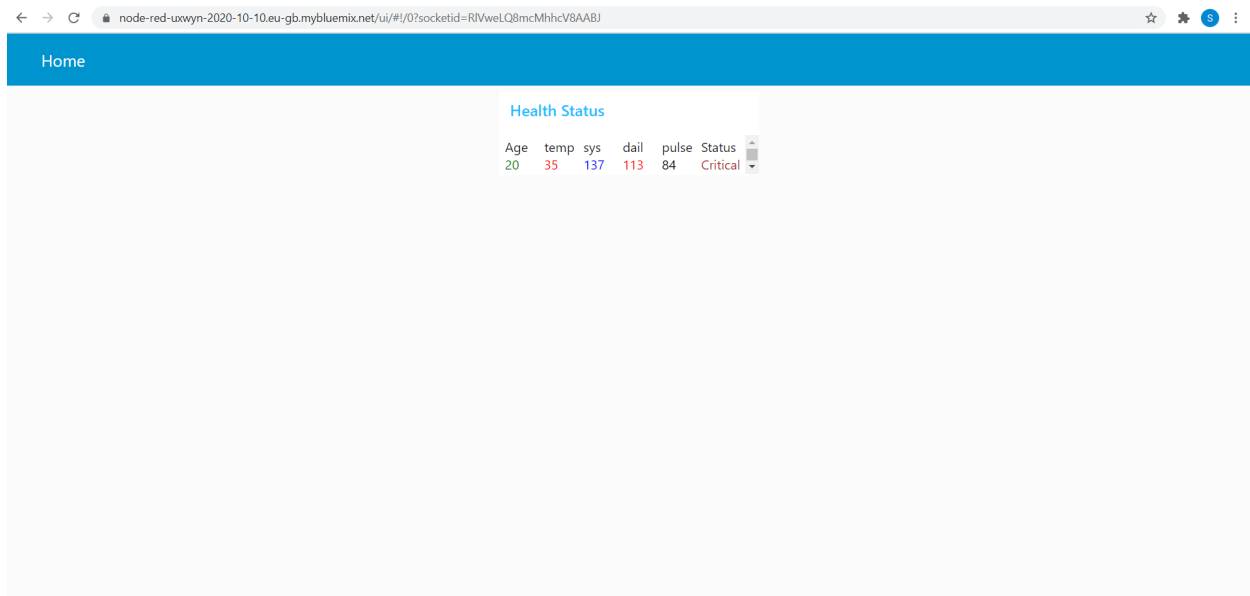 node-red-uxwyn-2020-10-10.eu-gb.mybluemix.net/ui/#!/0?socketid=RlVweLQ8mcMhhcV8AABJ
S
Home
Health Status
Age temp sys dail pulse Status
20 35 137 113 84 Critical